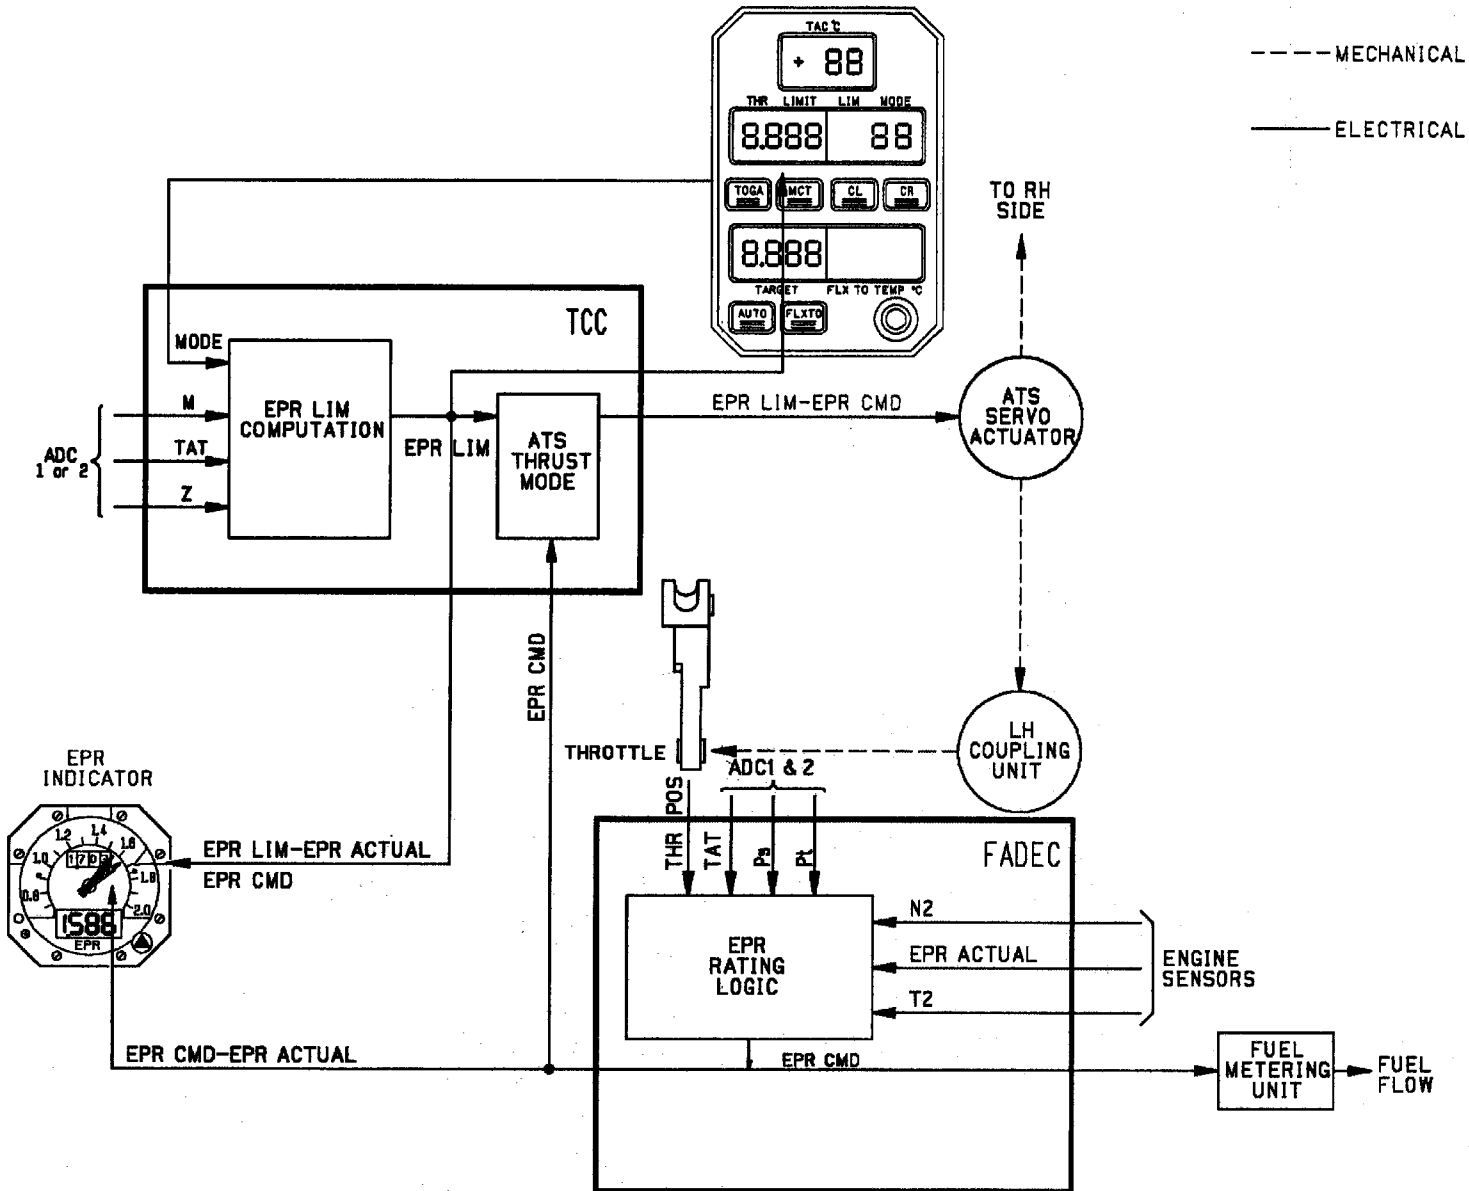 TAC °C
+ 88
THR LIMIT LIM MODE
8.888 88
TOGA MCT CL CR
8.888
TARGET FLX TO TEMP °C
AUTO FLXTO
MECHANICAL
ELECTRICAL
TO RH
SIDE
TCC
MODE
M
TAT
Z
ADC
1 or 2
EPR LIM
COMPUTATION
EPR LIM
ATS
THRUST
MODE
EPR LIM-EPR CMD
ATS
SERVO
ACTUATOR
EPR CMD
THROTTLE
LH
COUPLING
UNIT
ADC1 & 2
THR POS
TAT
Ps
Pt
FADEC
EPR
INDICATOR
0.8
1.0
1.2
1.4
1.6
1.8
2.0
1586
EPR
EPR LIM-EPR ACTUAL
EPR CMD
EPR
RATING
LOGIC
N2
EPR ACTUAL
T2
ENGINE
SENSORS
EPR CMD-EPR ACTUAL
EPR CMD
FUEL
METERING
UNIT
FUEL
FLOW